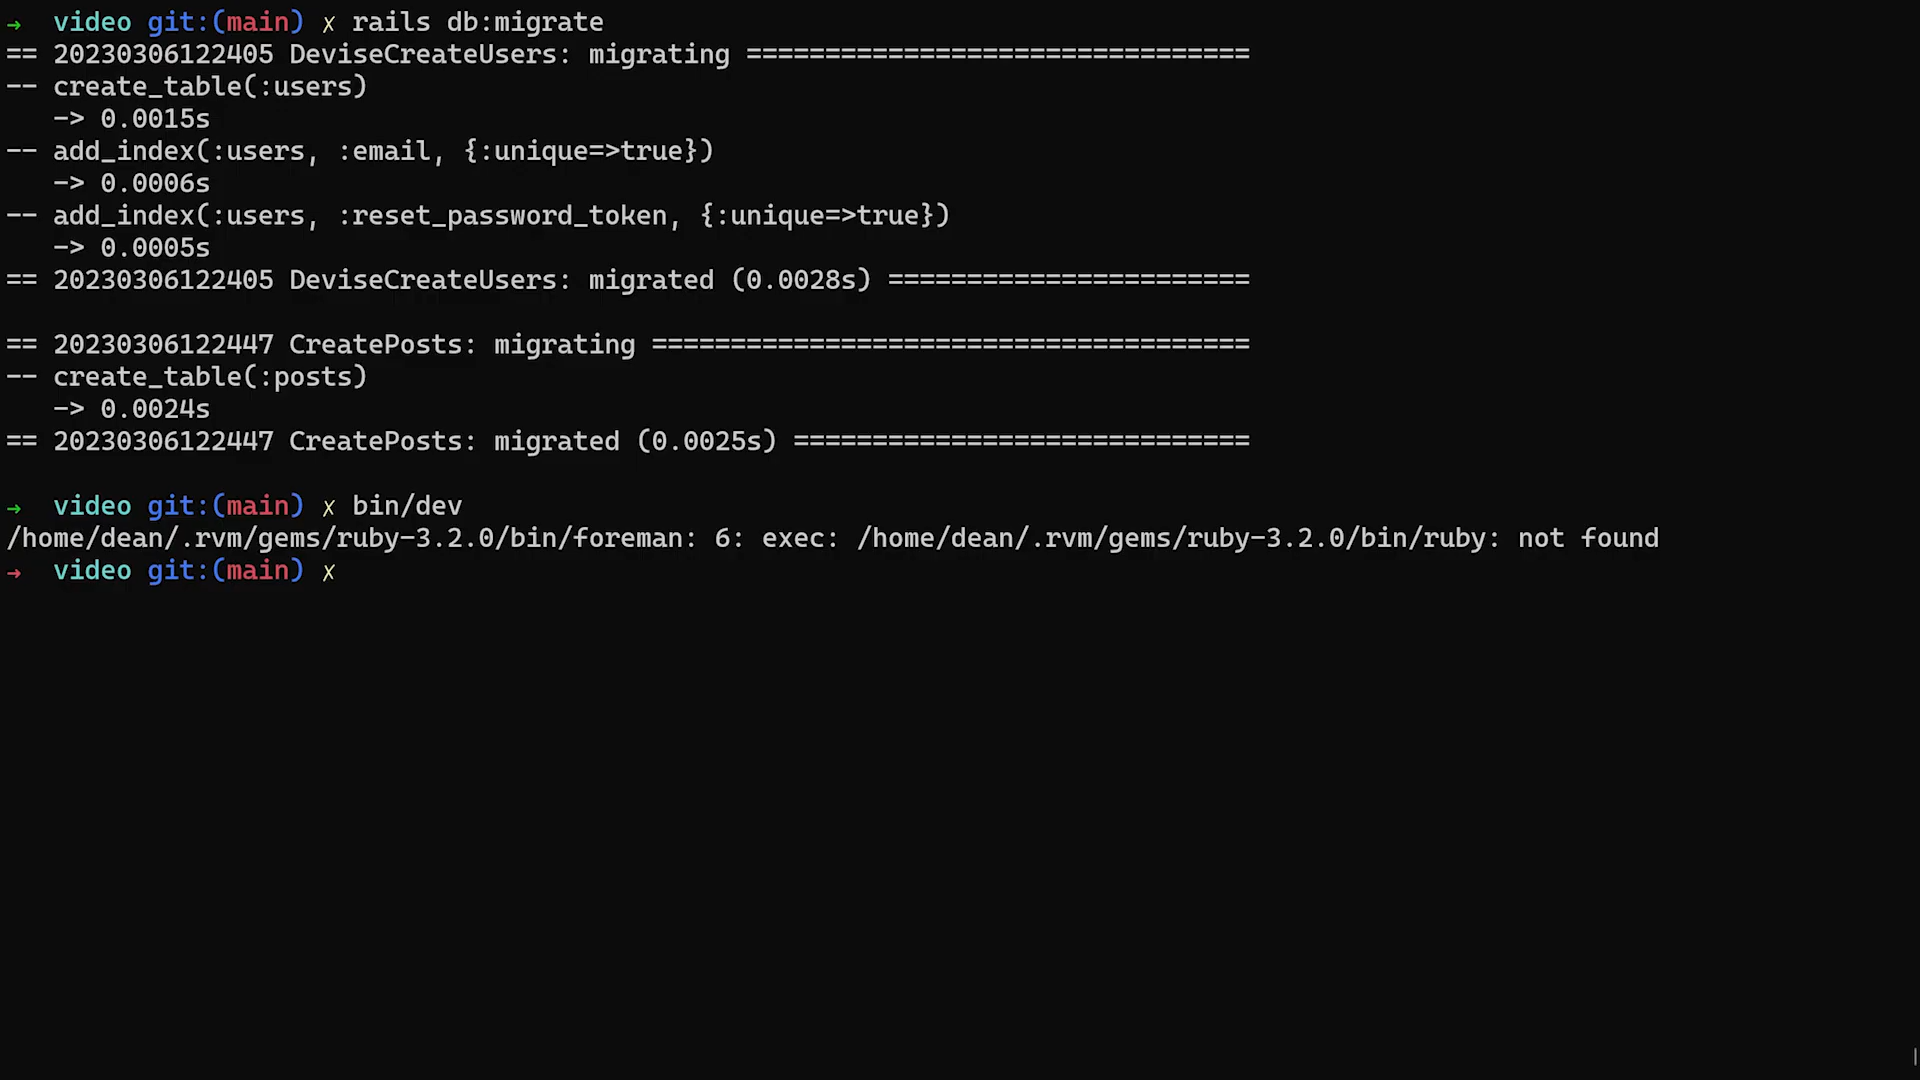 → video git:(main) ✗ rails db:migrate
== 20230306122405 DeviseCreateUsers: migrating ================================
-- create_table(:users)
   -> 0.0015s
-- add_index(:users, :email, {:unique=>true})
   -> 0.0006s
-- add_index(:users, :reset_password_token, {:unique=>true})
   -> 0.0005s
== 20230306122405 DeviseCreateUsers: migrated (0.0028s) =======================
== 20230306122447 CreatePosts: migrating ======================================
-- create_table(:posts)
   -> 0.0024s
== 20230306122447 CreatePosts: migrated (0.0025s) =============================
→ video git:(main) ✗ bin/dev
/home/dean/.rvm/gems/ruby-3.2.0/bin/foreman: 6: exec: /home/dean/.rvm/gems/ruby-3.2.0/bin/ruby: not found
→ video git:(main) ✗